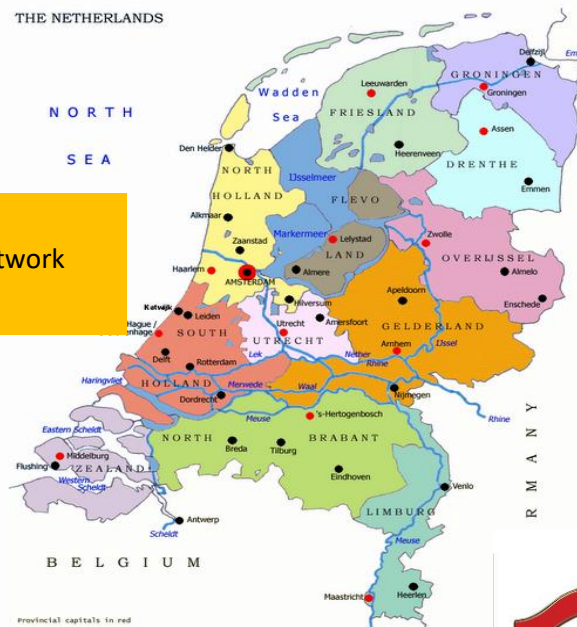 THE NETHERLANDS
Delfzijl
GRONINGEN
Leeuwarden
Groningen
Wadden
Sea
FRIESLAND
NORTH
SEA
Assen
Den Helder
Heerenveen
DRENTHE
NORTH
IJsselmeer
Emmen
HOLLAND
FLEVO
Alkmaar
Markermeer
Lelystad
Zwolle
Zaanstad
LAND
OVERIJSSEL
Haarlem
AMSTERDAM
Almere
Almelo
Apeldoorn
Hilversum
Enschede
Katwijk
Leiden
Amersfoort
GELDERLAND
Hague /
SOUTH
Utrecht
UTRECHT
Arnhem
IJssel
Delft
Rotterdam
Lek
Nether
Rhine
Haringvliet
HOLLAND
Merwede
Waal
Nijmegen
Dordrecht
Rhine
Meuse
's-Hertogenbosch
Eastern Scheldt
NORTH
BRABANT
Middelburg
Breda
Tilburg
Flushing
ZEALAND
Eindhoven
Western
Scheldt
Venlo
LIMBURG
Antwerp
Scheldt
Meuse
BELGIUM
Maastricht
Heerlen
Provincial capitals in red